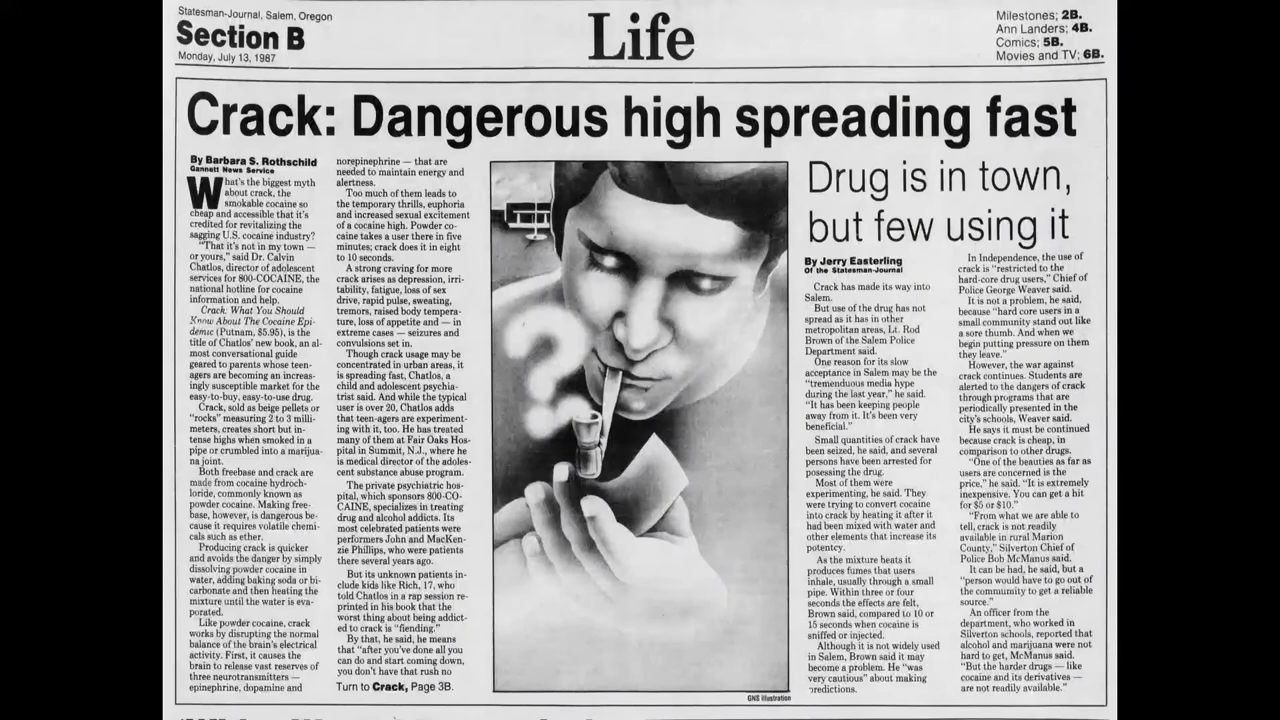 Statesman-Journal, Salem, Oregon
Section B
Monday, July 13, 1987
Life
Milestones; 2B.
Ann Landers; 4B.
Comics; 5B.
Movies and TV; 6B.
Crack: Dangerous high spreading fast
By Barbara S. Rothschild
Gannett News Service
What's the biggest myth
about crack, the
smokable cocaine so
cheap and accessible that it's
credited for revitalizing the
sagging U.S. cocaine industry?
"That it's not in my town —
or yours," said Dr. Calvin
Chatlos, director of adolescent
services for 800-COCAINE, the
national hotline for cocaine
information and help.
Crack: What You Should
Know About The Cocaine Epi-
demic (Putnam, $5.95), is the
title of Chatlos' new book, an al-
most conversational guide
geared to parents whose teen-
agers are becoming an increas-
ingly susceptible market for the
easy-to-buy, easy-to-use drug.
Crack, sold as beige pellets or
"rocks" measuring 2 to 3 milli-
meters, creates short but in-
tense highs when smoked in a
pipe or crumbled into a marijua-
na joint.
Both freebase and crack are
made from cocaine hydroch-
loride, commonly known as
powder cocaine. Making free-
base, however, is dangerous be-
cause it requires volatile chemi-
cals such as ether.
Producing crack is quicker
and avoids the danger by simply
dissolving powder cocaine in
water, adding baking soda or bi-
carbonate and then heating the
mixture until the water is eva-
porated.
Like powder cocaine, crack
works by disrupting the normal
balance of the brain's electrical
activity. First, it causes the
brain to release vast reserves of
three neurotransmitters —
epinephrine, dopamine and
norepinephrine — that are
needed to maintain energy and
alertness.
Too much of them leads to
the temporary thrills, euphoria
and increased sexual excitement
of a cocaine high. Powder co-
caine takes a user there in five
minutes; crack does it in eight
to 10 seconds.
A strong craving for more
crack arises as depression, irri-
tability, fatigue, loss of sex
drive, rapid pulse, sweating,
tremors, raised body tempera-
ture, loss of appetite and — in
extreme cases — seizures and
convulsions set in.
Though crack usage may be
concentrated in urban areas, it
is spreading fast, Chatlos, a
child and adolescent psychia-
trist said. And while the typical
user is over 20, Chatlos adds
that teen-agers are experiment-
ing with it, too. He has treated
many of them at Fair Oaks Hos-
pital in Summit, N.J., where he
is medical director of the adoles-
cent substance abuse program.
The private psychiatric hos-
pital, which sponsors 800-CO-
CAINE, specializes in treating
drug and alcohol addicts. Its
most celebrated patients were
performers John and MacKen-
zie Phillips, who were patients
there several years ago.
But its unknown patients in-
clude kids like Rich, 17, who
told Chatlos in a rap session re-
printed in his book that the
worst thing about being addict-
ed to crack is "fiending."
By that, he said, he means
that "after you've done all you
can do and start coming down,
you don't have that rush no
Turn to Crack, Page 3B.
GNS illustration
Drug is in town,
but few using it
By Jerry Easterling
Of the Statesman-Journal
Crack has made its way into
Salem.
But use of the drug has not
spread as it has in other
metropolitan areas, Lt. Rod
Brown of the Salem Police
Department said.
One reason for its slow
acceptance in Salem may be the
"tremendous media hype
during the last year," he said.
"It has been keeping people
away from it. It's been very
beneficial."
Small quantities of crack have
been seized, he said, and several
persons have been arrested for
posessing the drug.
Most of them were
experimenting, he said. They
were trying to convert cocaine
into crack by heating it after it
had been mixed with water and
other elements that increase its
potency.
As the mixture heats it
produces fumes that users
inhale, usually through a small
pipe. Within three or four
seconds the effects are felt,
Brown said, compared to 10 or
15 seconds when cocaine is
sniffed or injected.
Although it is not widely used
in Salem, Brown said it may
become a problem. He "was
very cautious" about making
predictions.
In Independence, the use of
crack is "restricted to the
hard-core drug users," Chief of
Police George Weaver said.
It is not a problem, he said,
because "hard core users in a
small community stand out like
a sore thumb. And when we
begin putting pressure on them
they leave."
However, the war against
crack continues. Students are
alerted to the dangers of crack
through programs that are
periodically presented in the
city's schools, Weaver said.
He says it must be continued
because crack is cheap, in
comparison to other drugs.
"One of the beauties as far as
users are concerned is the
price," he said. "It is extremely
inexpensive. You can get a hit
for $5 or $10."
"From what we are able to
tell, crack is not readily
available in rural Marion
County," Silverton Chief of
Police Bob McManus said.
It can be had, he said, but a
"person would have to go out of
the community to get a reliable
source."
An officer from the
department, who worked in
Silverton schools, reported that
alcohol and marijuana were not
hard to get, McManus said.
"But the harder drugs — like
cocaine and its derivatives —
are not readily available."